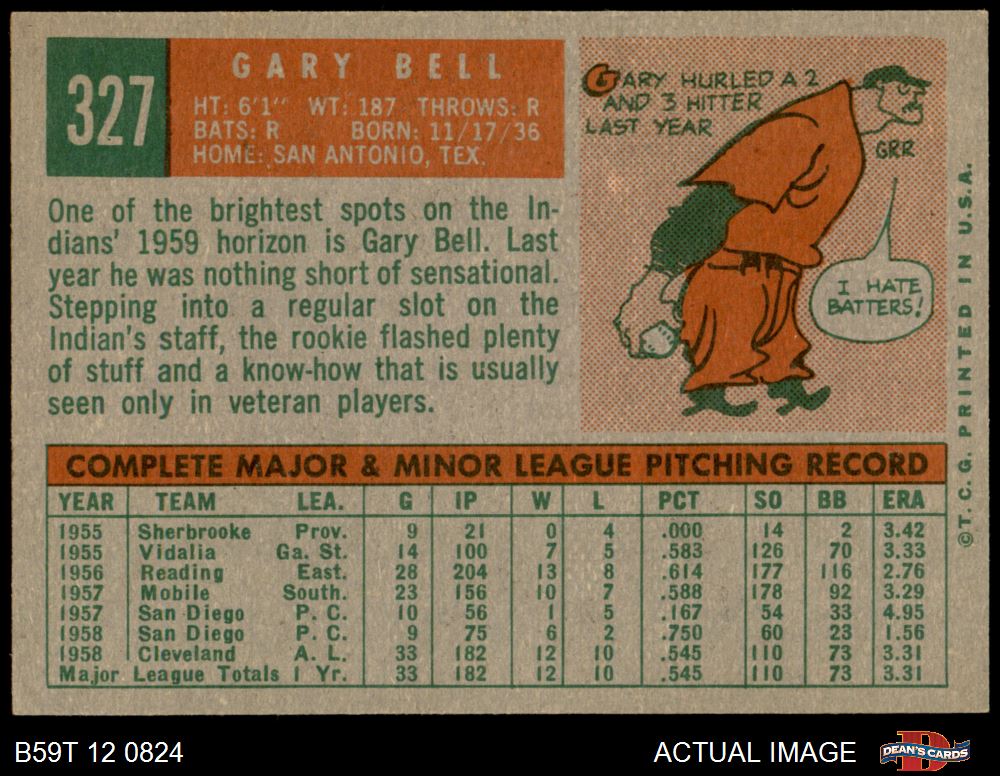 327
GARY BELL
HT: 6'1" WT: 187 THROWS: R
BATS: R BORN: 11/17/36
HOME: SAN ANTONIO, TEX.
GARY HURLED A 2
AND 3 HITTER
LAST YEAR
GRR
I HATE
BATTERS!
One of the brightest spots on the In-
dians' 1959 horizon is Gary Bell. Last
year he was nothing short of sensational.
Stepping into a regular slot on the
Indian's staff, the rookie flashed plenty
of stuff and a know-how that is usually
seen only in veteran players.
COMPLETE MAJOR & MINOR LEAGUE PITCHING RECORD
YEAR TEAM LEA. G IP W L PCT SO BB ERA
1955 Sherbrooke Prov. 9 21 0 4 .000 14 2 3.42
1955 Vidalia Ga. St. 14 100 7 5 .583 126 70 3.33
1956 Reading East. 28 204 13 8 .614 177 116 2.76
1957 Mobile South. 23 156 10 7 .588 178 92 3.29
1957 San Diego P. C. 10 56 1 5 .167 54 33 4.95
1958 San Diego P. C. 9 75 6 2 .750 60 23 1.56
1958 Cleveland A. L. 33 182 12 10 .545 110 73 3.31
Major League Totals 1 Yr. 33 182 12 10 .545 110 73 3.31
©T. C. G. PRINTED IN U.S.A.
B59T 12 0824
ACTUAL IMAGE
DEAN'S CARDS